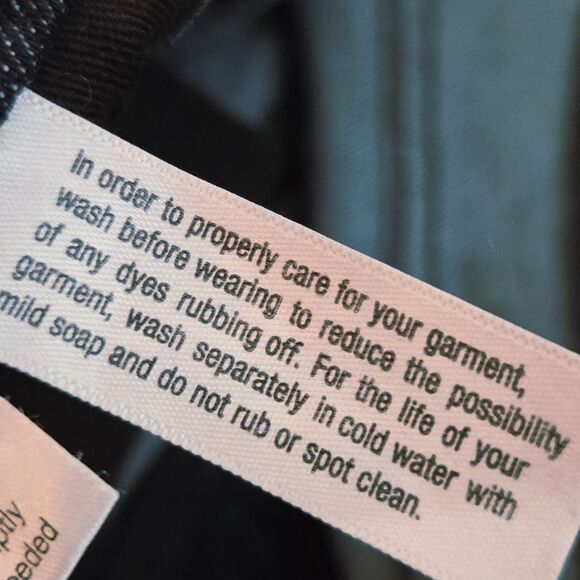 In order to properly care for your garment,
wash before wearing to reduce the possibility
of any dyes rubbing off. For the life of your
garment, wash separately in cold water with
mild soap and do not rub or spot clean.